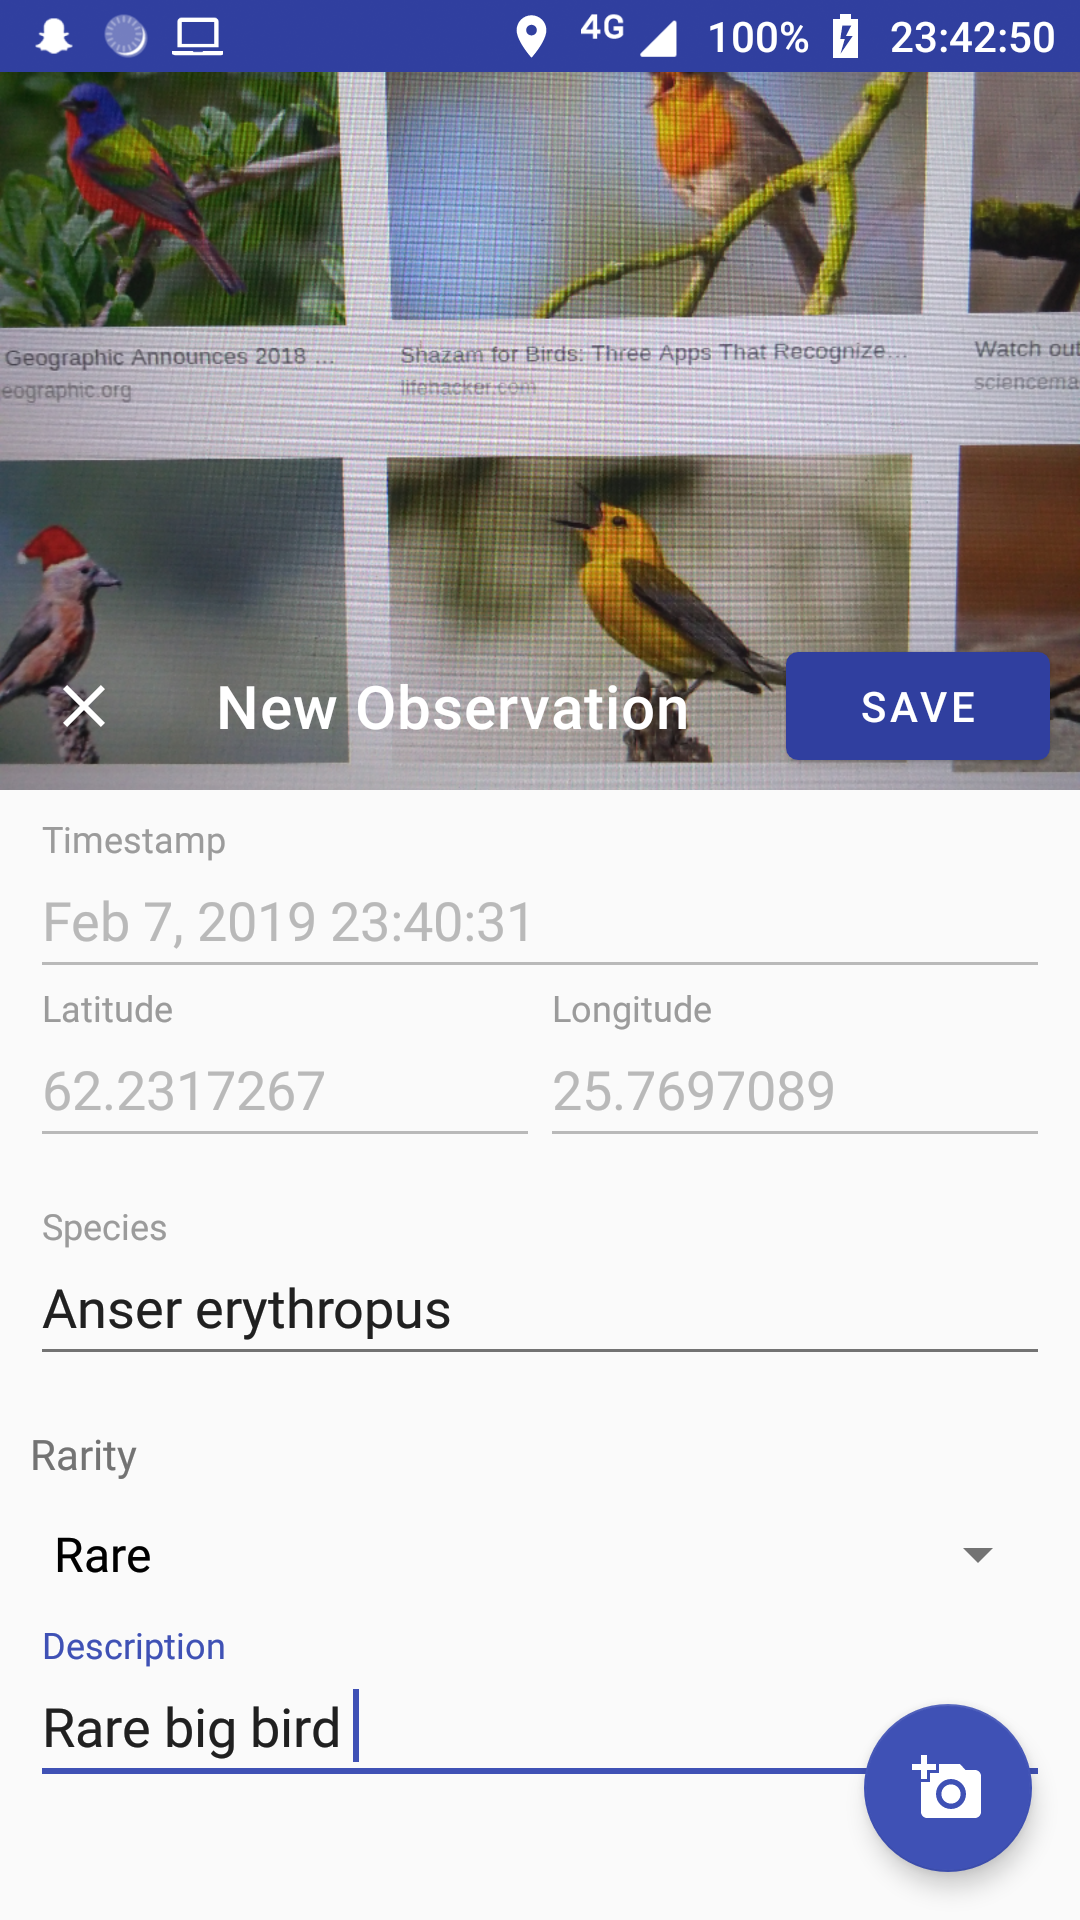 4G 100% 23:42:50
Geographic Announces 2018 ...
eographic.org
Shazam for Birds: Three Apps That Recognize...
lifehacker.com
Watch out
sciencema
New Observation
SAVE
Timestamp
Feb 7, 2019 23:40:31
Latitude
Longitude
62.2317267
25.7697089
Species
Anser erythropus
Rarity
Rare
Description
Rare big bird